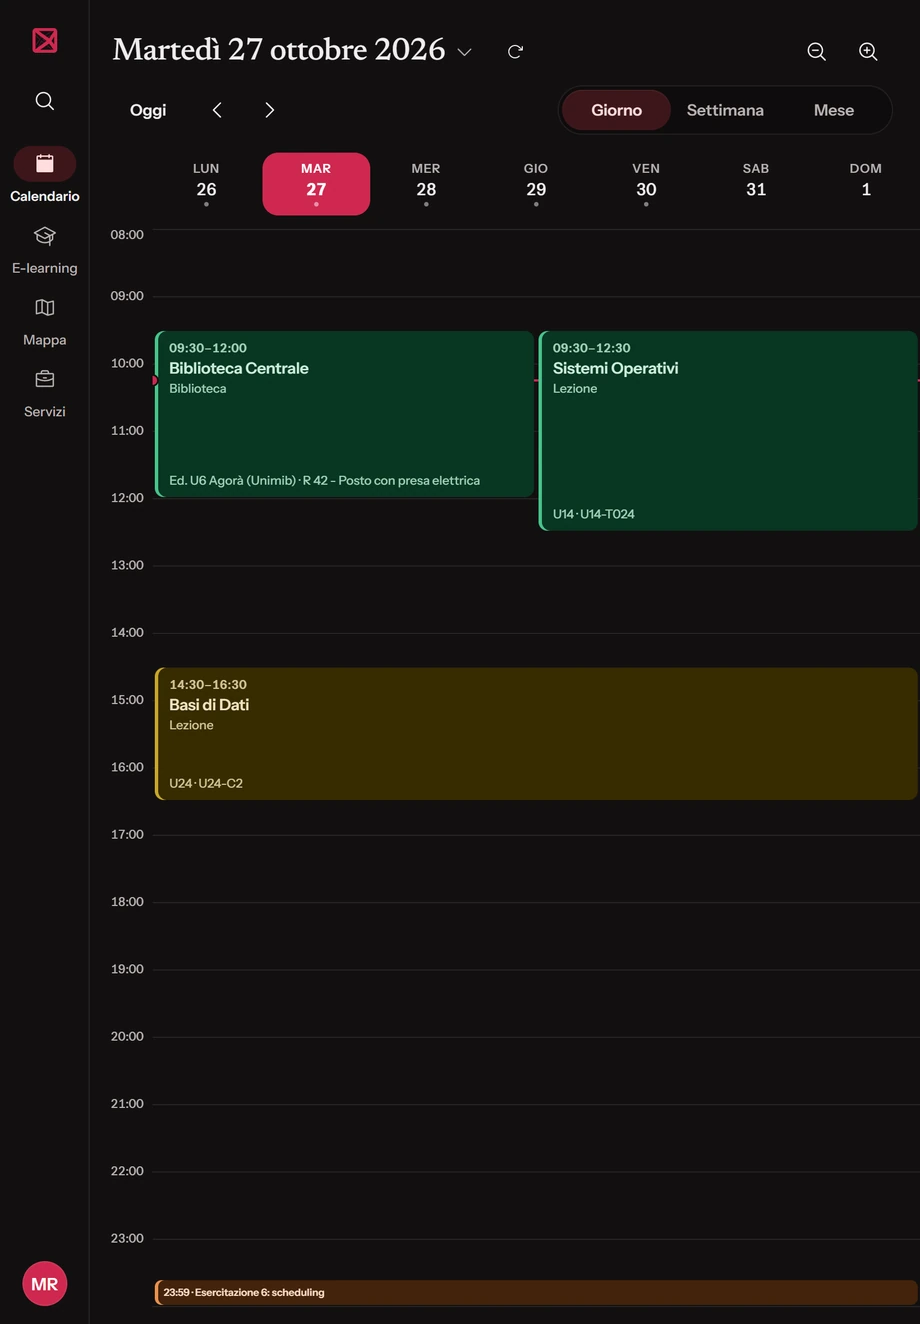 Martedì 27 ottobre 2026
Oggi
Giorno
Settimana
Mese
Calendario
E-learning
Mappa
Servizi
LUN
26
MAR
27
MER
28
GIO
29
VEN
30
SAB
31
DOM
1
08:00
09:00
10:00
11:00
12:00
13:00
14:00
15:00
16:00
17:00
18:00
19:00
20:00
21:00
22:00
23:00
09:30–12:00
Biblioteca Centrale
Biblioteca
Ed. U6 Agorà (Unimib) · R 42 - Posto con presa elettrica
09:30–12:30
Sistemi Operativi
Lezione
U14 · U14-T024
14:30–16:30
Basi di Dati
Lezione
U24 · U24-C2
23:59 · Esercitazione 6: scheduling
MR